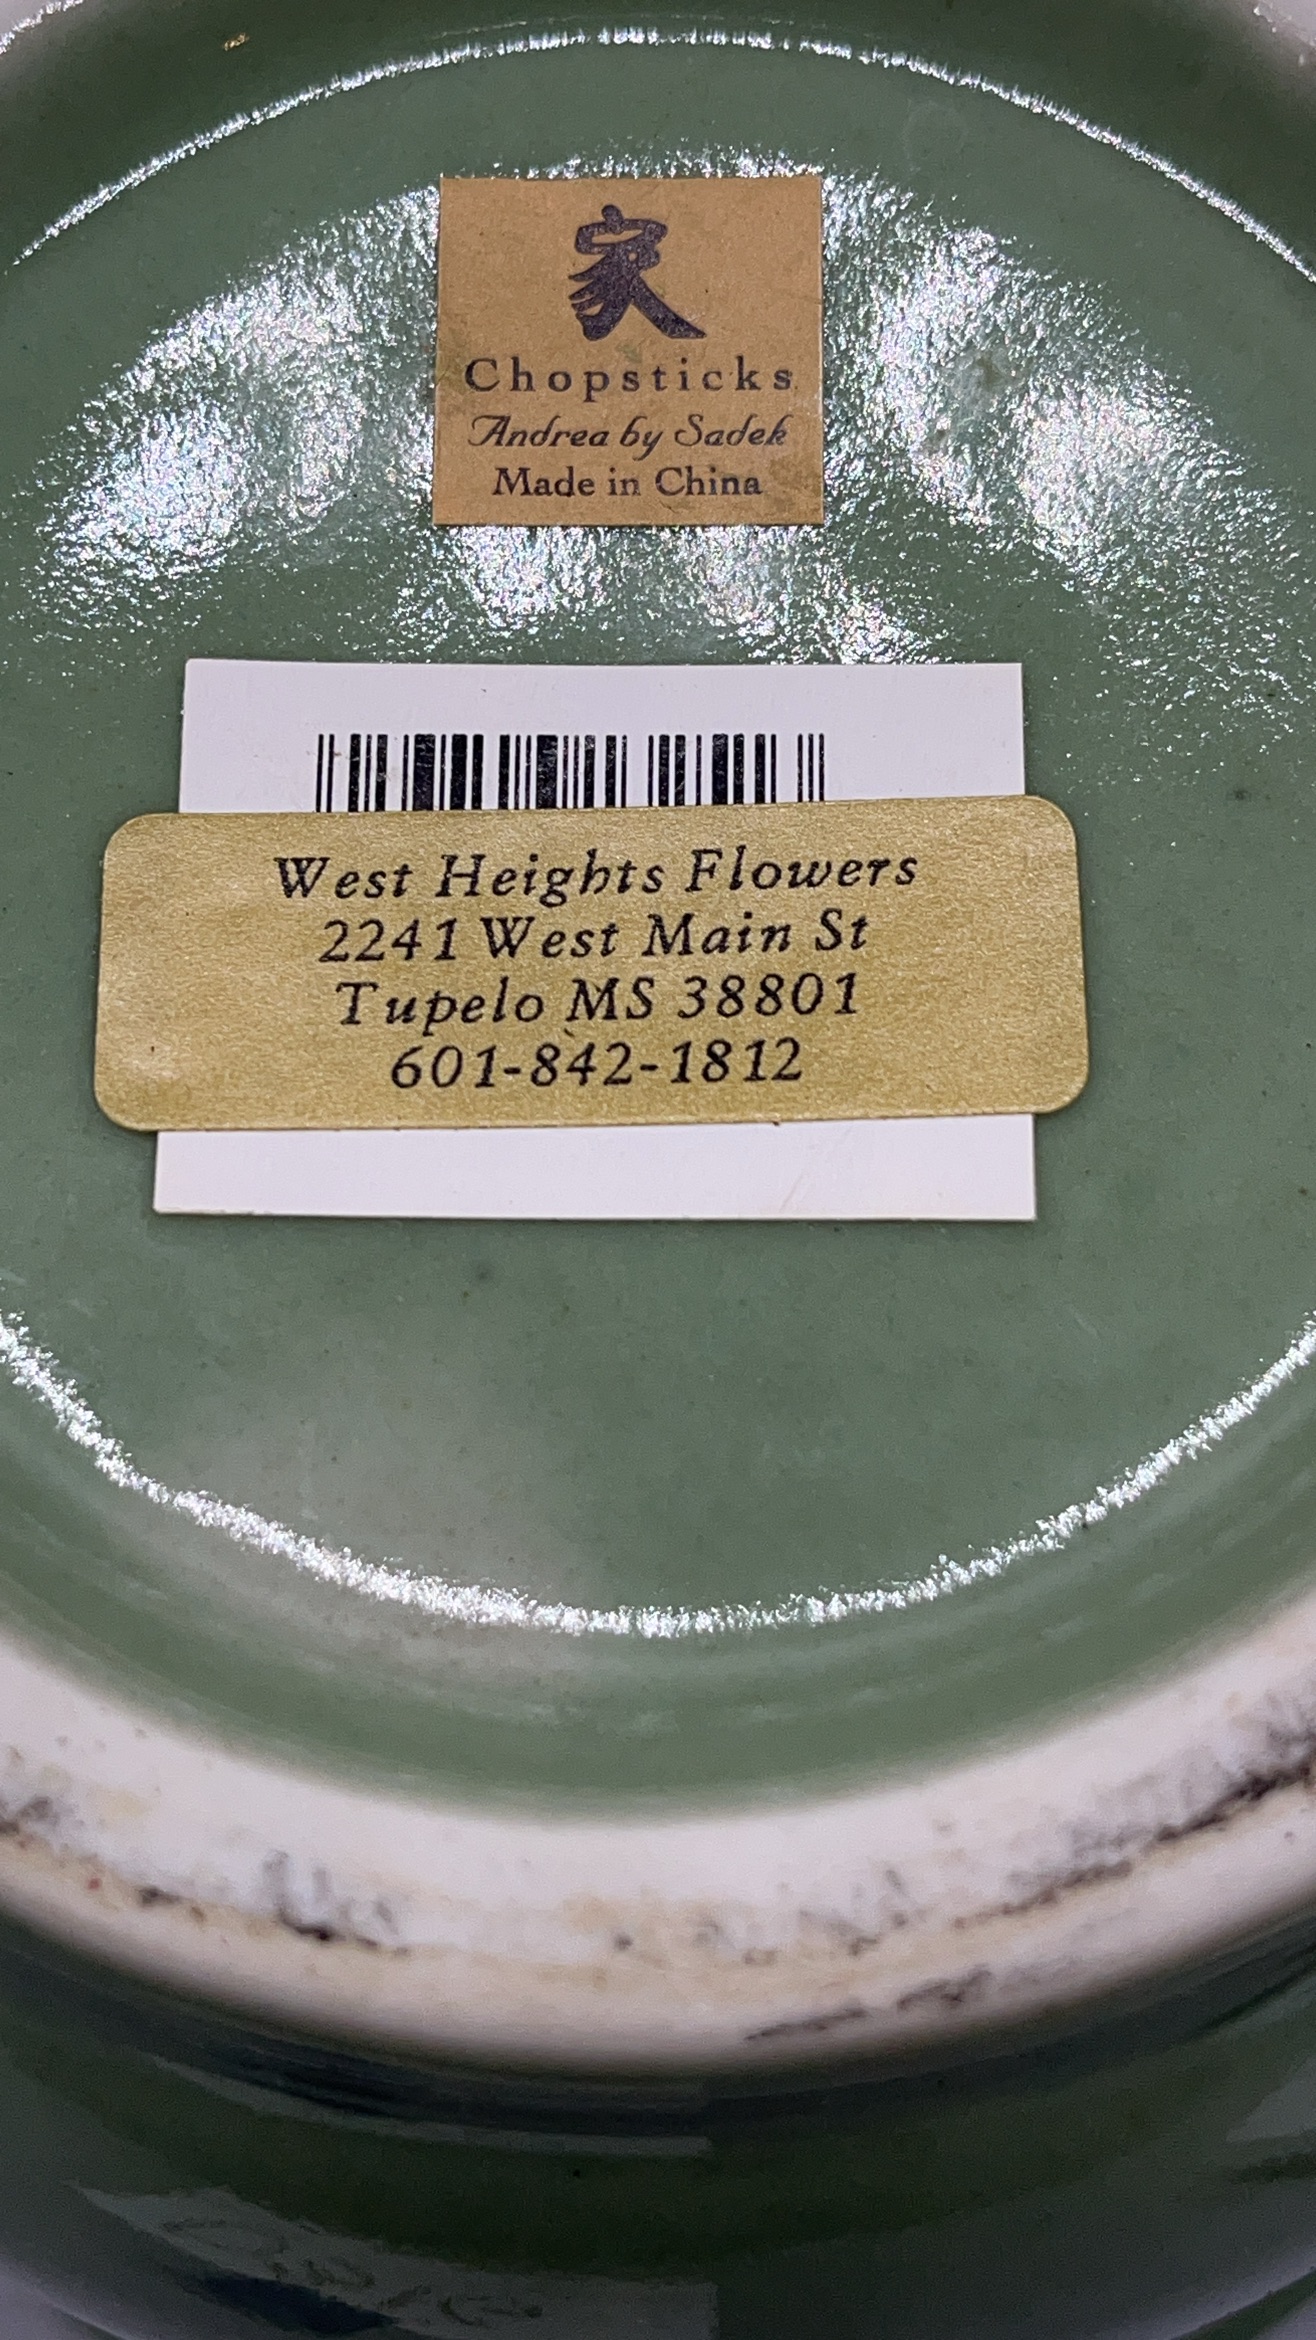 家
Chopsticks
Andrea by Sadek
Made in China
West Heights Flowers
2241 West Main St
Tupelo MS 38801
601-842-1812